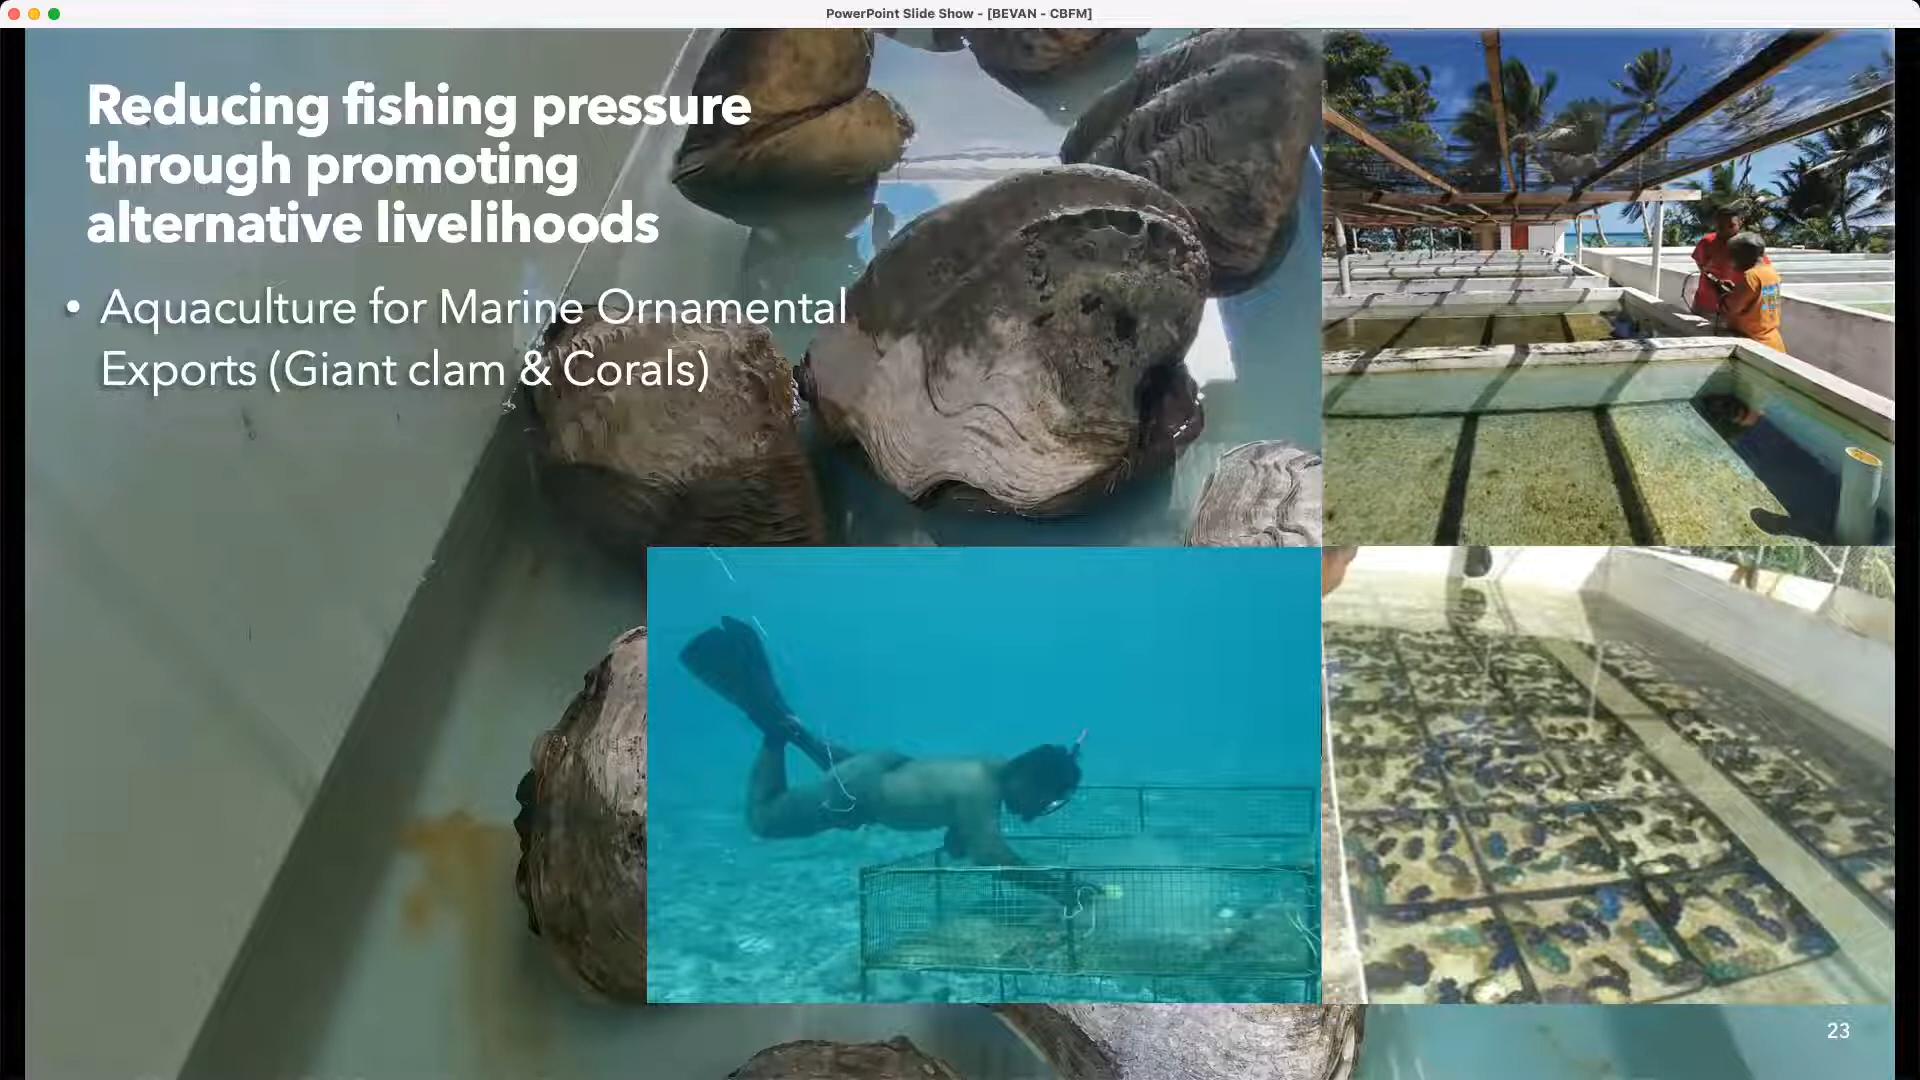 PowerPoint Slide Show - [BEVAN - CBFM]
Reducing fishing pressure
through promoting
alternative livelihoods
• Aquaculture for Marine Ornamental
Exports (Giant clam & Corals)
23